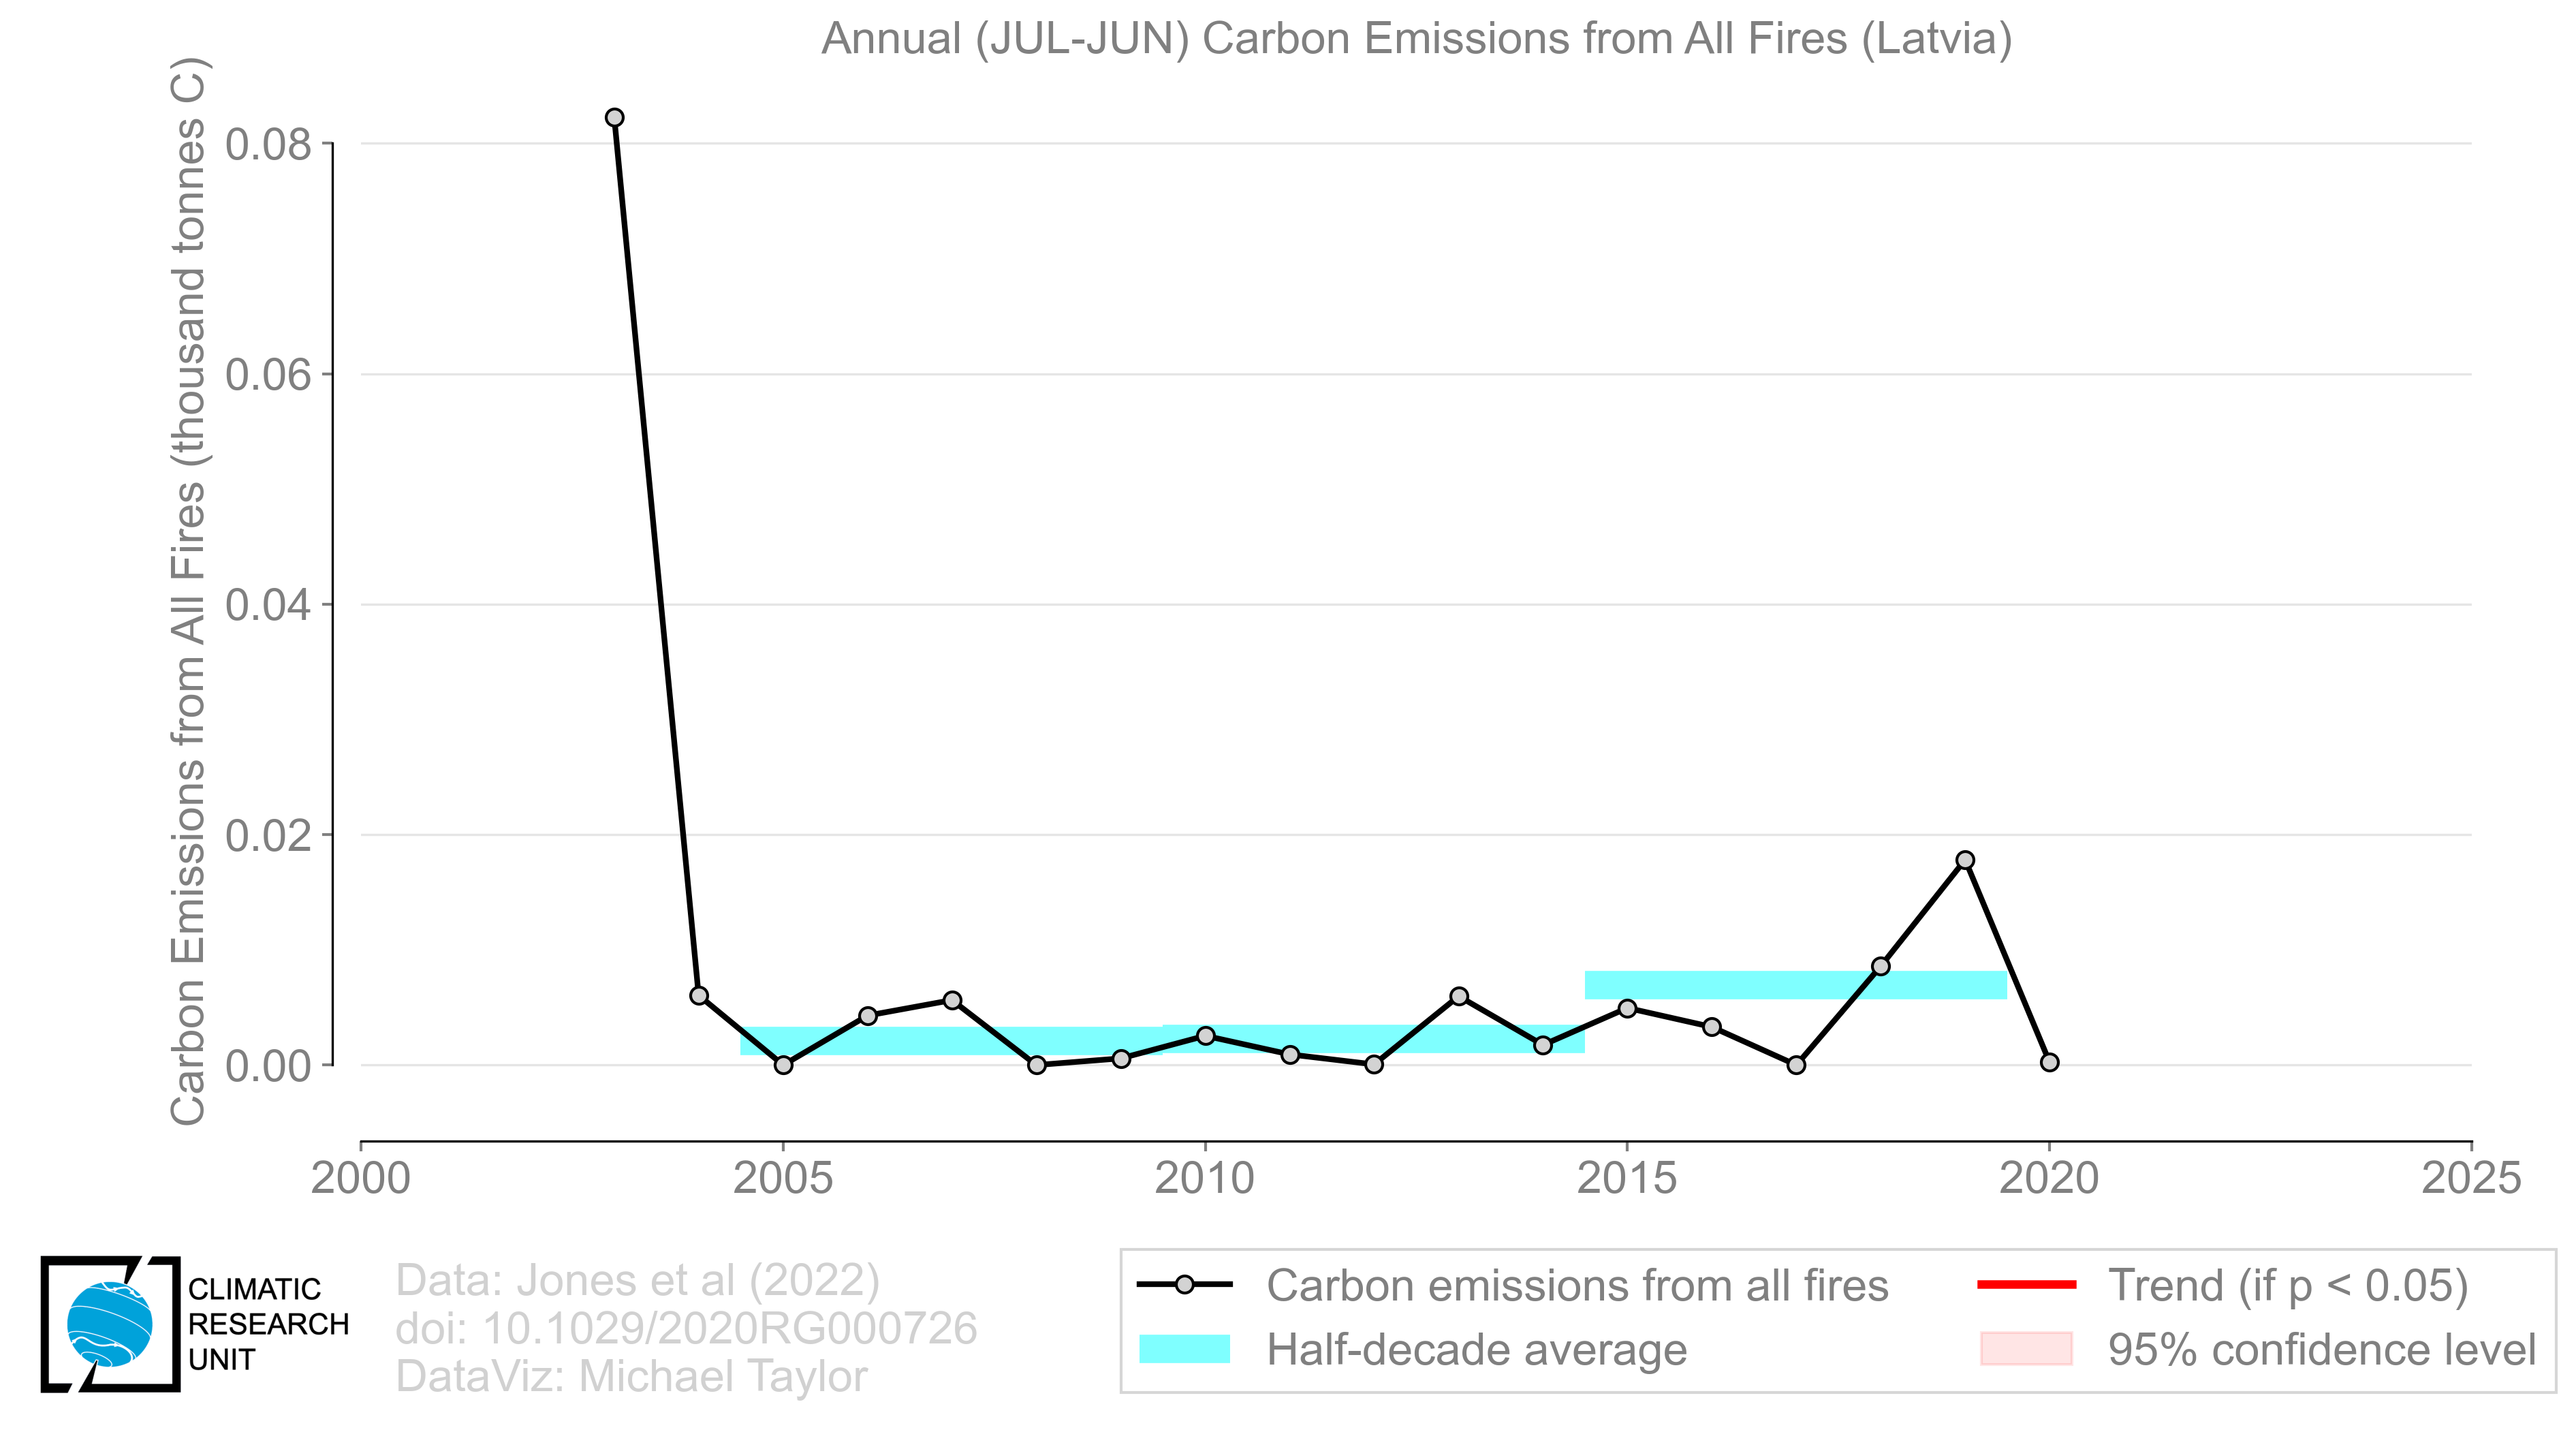 Annual (JUL-JUN) Carbon Emissions from All Fires (Latvia)
Carbon Emissions from All Fires (thousand tonnes C)
0.08
0.06
0.04
0.02
0.00
2000 2005 2010 2015 2020 2025
CLIMATIC
RESEARCH
UNIT
Data: Jones et al (2022)
doi: 10.1029/2020RG000726
DataViz: Michael Taylor
Carbon emissions from all fires
Half-decade average
Trend (if p < 0.05)
95% confidence level